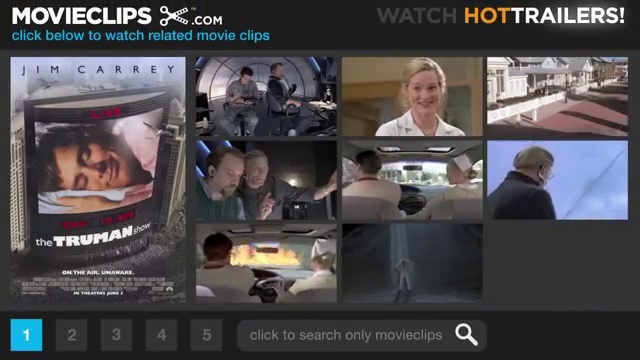 MOVIECLIPS
.COM
click below to watch related movie clips
WATCH HOTTRAILERS!
JIM CARREY
LIVE
the TRUMAN show
ON THE AIR. UNAWARE.
IN THEATRES JUNE 5
1 2 3 4 5
click to search only movieclips